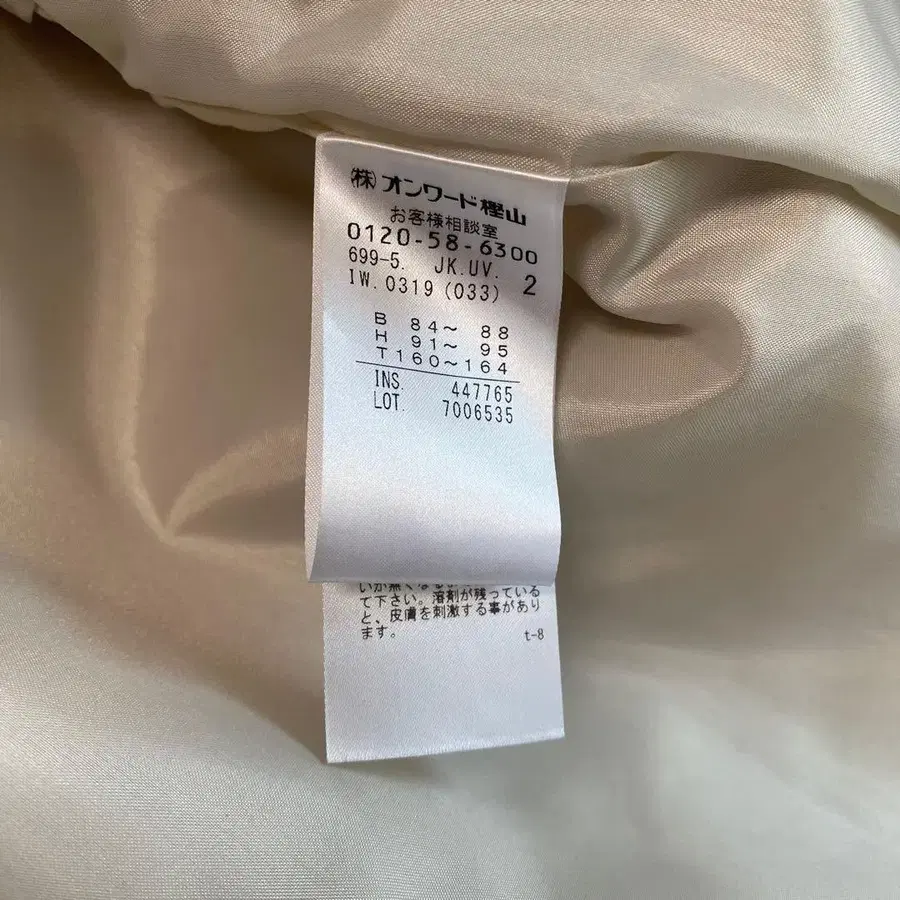 ㈱オンワード樫山
お客様相談室
0120-58-6300
699-5. JK.UV. 2
IW.0319 (033)
B 84～ 88
H 91～ 95
T160～164
INS. 447765
LOT. 7006535
て下さい。溶剤が残っている
と、皮膚を刺激する事があり
ます。
t-8